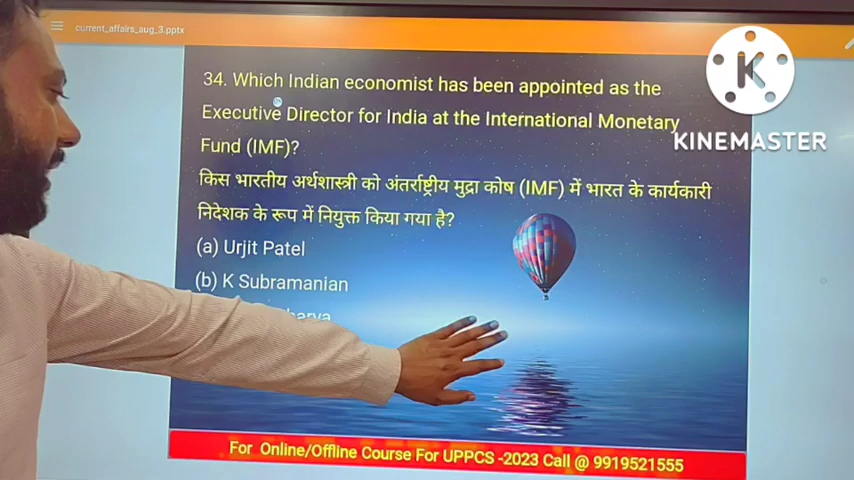 current_affairs_aug_3.pptx
34. Which Indian economist has been appointed as the
Executive Director for India at the International Monetary
Fund (IMF)?
किस भारतीय अर्थशास्त्री को अंतर्राष्ट्रीय मुद्रा कोष (IMF) में भारत के कार्यकारी
निदेशक के रूप में नियुक्त किया गया है?
(a) Urjit Patel
(b) K Subramanian
For Online/Offline Course For UPPCS -2023 Call @ 9919521555
K
KINEMASTER